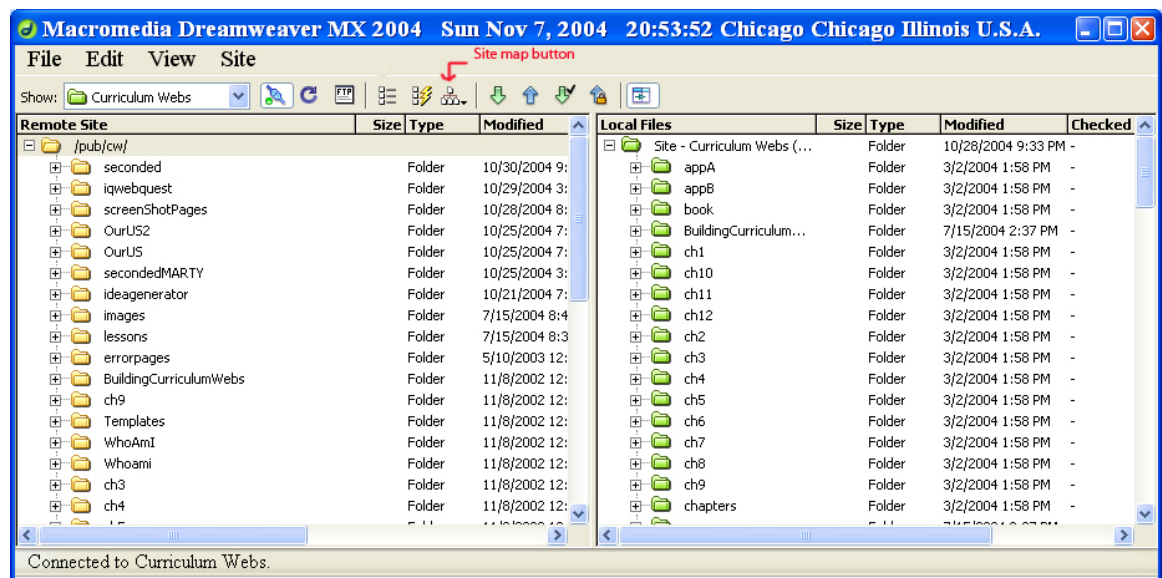 Macromedia Dreamweaver MX 2004 Sun Nov 7, 2004 20:53:52 Chicago Chicago Illinois U.S.A.
File Edit View Site
Site map button
Show: Curriculum Webs FTP
Remote Site Size Type Modified
/pub/cw/
seconded Folder 10/30/2004 9:
iqwebquest Folder 10/29/2004 3:
screenShotPages Folder 10/28/2004 8:
OurUS2 Folder 10/25/2004 7:
OurUS Folder 10/25/2004 7:
secondedMARTY Folder 10/25/2004 3:
ideagenerator Folder 10/21/2004 7:
images Folder 7/15/2004 8:4
lessons Folder 7/15/2004 8:3
errorpages Folder 5/10/2003 12:
BuildingCurriculumWebs Folder 11/8/2002 12:
ch9 Folder 11/8/2002 12:
Templates Folder 11/8/2002 12:
WhoAmI Folder 11/8/2002 12:
Whoami Folder 11/8/2002 12:
ch3 Folder 11/8/2002 12:
ch4 Folder 11/8/2002 12:
Local Files Size Type Modified Checked
Site - Curriculum Webs (... Folder 10/28/2004 9:33 PM -
appA Folder 3/2/2004 1:58 PM -
appB Folder 3/2/2004 1:58 PM -
book Folder 3/2/2004 1:58 PM -
BuildingCurriculum... Folder 7/15/2004 2:37 PM -
ch1 Folder 3/2/2004 1:58 PM -
ch10 Folder 3/2/2004 1:58 PM -
ch11 Folder 3/2/2004 1:58 PM -
ch12 Folder 3/2/2004 1:58 PM -
ch2 Folder 3/2/2004 1:58 PM -
ch3 Folder 3/2/2004 1:58 PM -
ch4 Folder 3/2/2004 1:58 PM -
ch5 Folder 3/2/2004 1:58 PM -
ch6 Folder 3/2/2004 1:58 PM -
ch7 Folder 3/2/2004 1:58 PM -
ch8 Folder 3/2/2004 1:58 PM -
ch9 Folder 3/2/2004 1:58 PM -
chapters Folder 3/2/2004 1:58 PM -
Connected to Curriculum Webs.